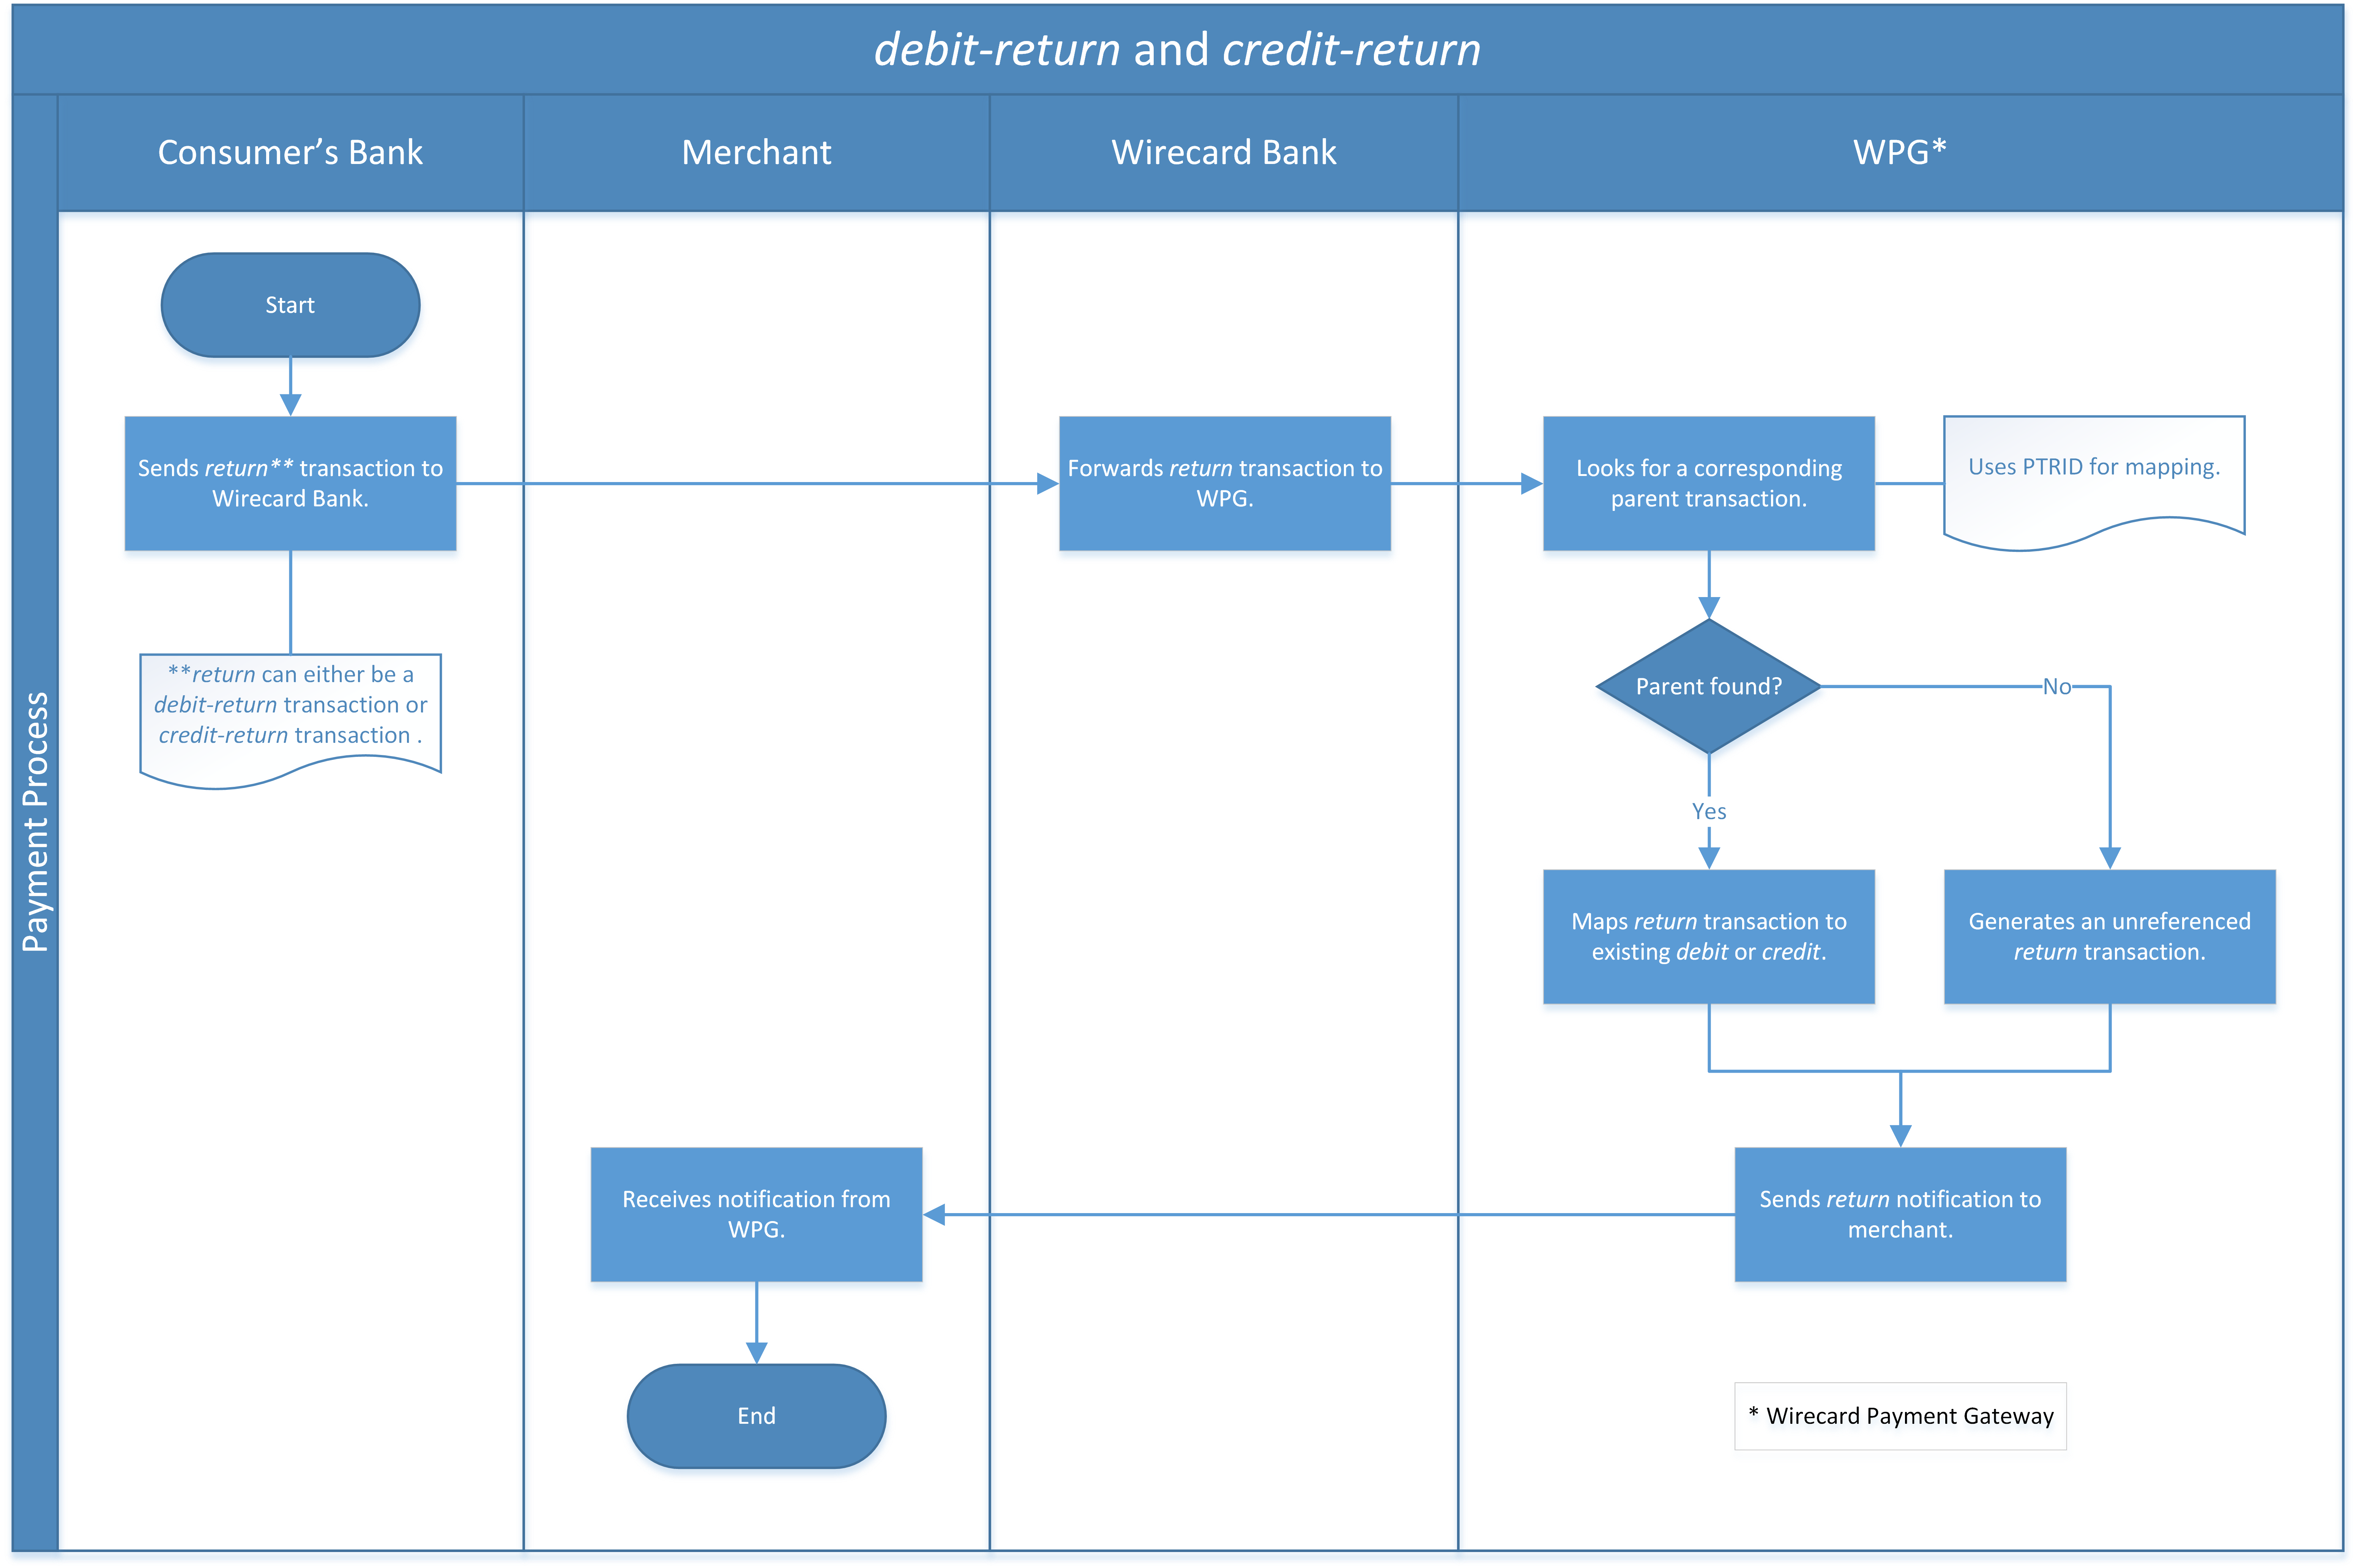 debit-return and credit-return
Consumer’s Bank
Merchant
Wirecard Bank
WPG*
Payment Process
Start
Sends return** transaction to
Wirecard Bank.
Forwards return transaction to
WPG.
Looks for a corresponding
parent transaction.
Uses PTRID for mapping.
**return can either be a
debit-return transaction or
credit-return transaction .
Parent found?
No
Yes
Maps return transaction to
existing debit or credit.
Generates an unreferenced
return transaction.
Receives notification from
WPG.
Sends return notification to
merchant.
End
* Wirecard Payment Gateway